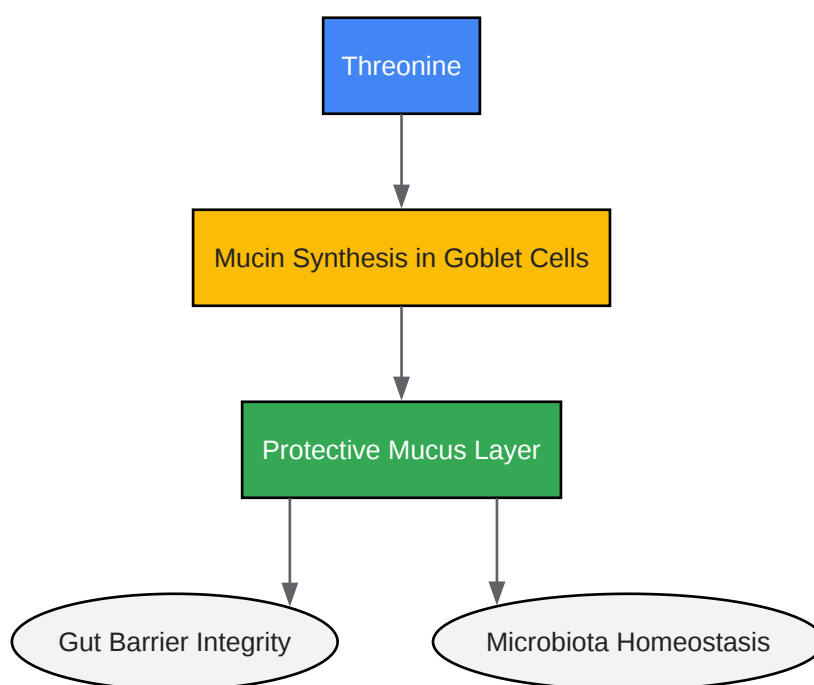 Threonine
Mucin Synthesis in Goblet Cells
Protective Mucus Layer
Gut Barrier Integrity
Microbiota Homeostasis